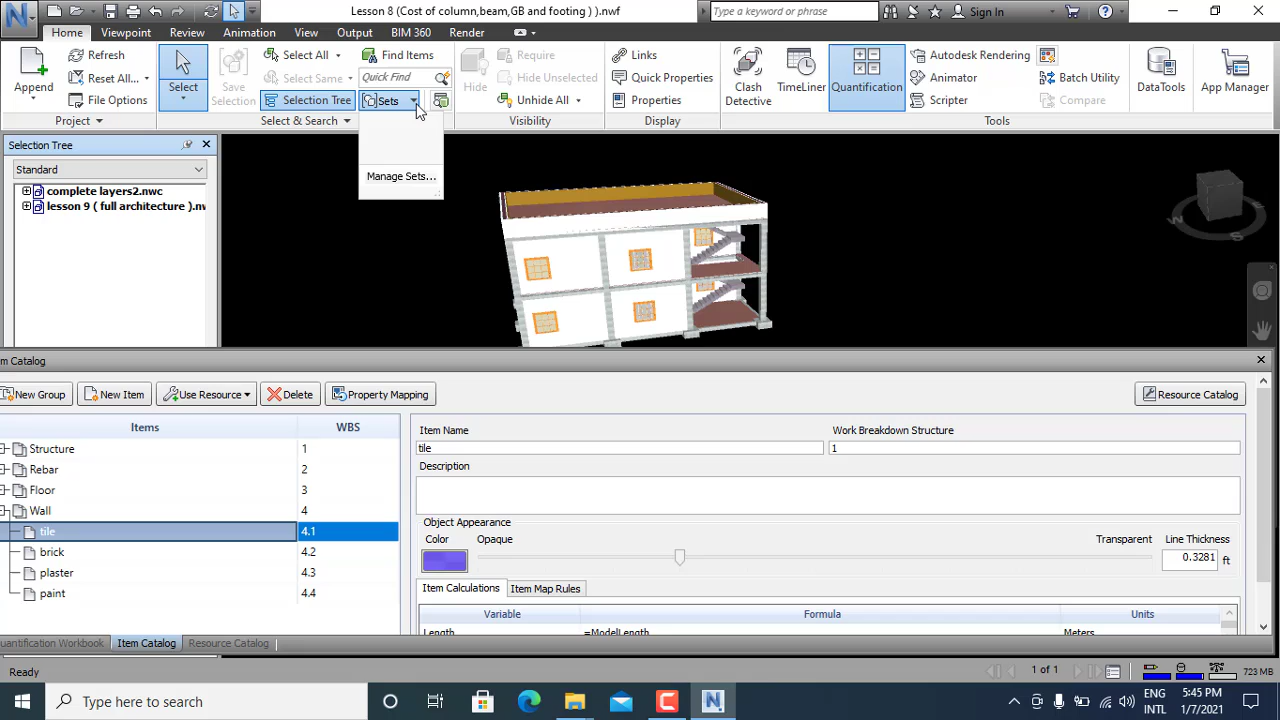 Lesson 8 (Cost of column,beam,GB and footing ) ).nwf
Type a keyword or phrase
Sign In
Home
Viewpoint
Review
Animation
View
Output
BIM 360
Render
Append
Refresh
Reset All...
File Options
Project
Select
Save Selection
Select All
Select Same
Selection Tree
Find Items
Quick Find
Sets
Select & Search
Hide
Require
Hide Unselected
Unhide All
Visibility
Links
Quick Properties
Properties
Display
Clash Detective
TimeLiner
Quantification
Autodesk Rendering
Animator
Scripter
Batch Utility
Compare
DataTools
App Manager
Tools
Manage Sets...
Selection Tree
Standard
complete layers2.nwc
lesson 9 ( full architecture ).nw
S
tem Catalog
New Group
New Item
Use Resource
Delete
Property Mapping
Resource Catalog
Items WBS
Structure 1
Rebar 2
Floor 3
Wall 4
tile 4.1
brick 4.2
plaster 4.3
paint 4.4
Item Name
tile
Work Breakdown Structure
1
Description
Object Appearance
Color
Opaque
Transparent
Line Thickness
0.3281 ft
Item Calculations
Item Map Rules
Variable Formula Units
Length =ModelLength Meters
uantification Workbook
Item Catalog
Resource Catalog
Ready
1 of 1
723 MB
Type here to search
ENG
INTL
5:45 PM
1/7/2021